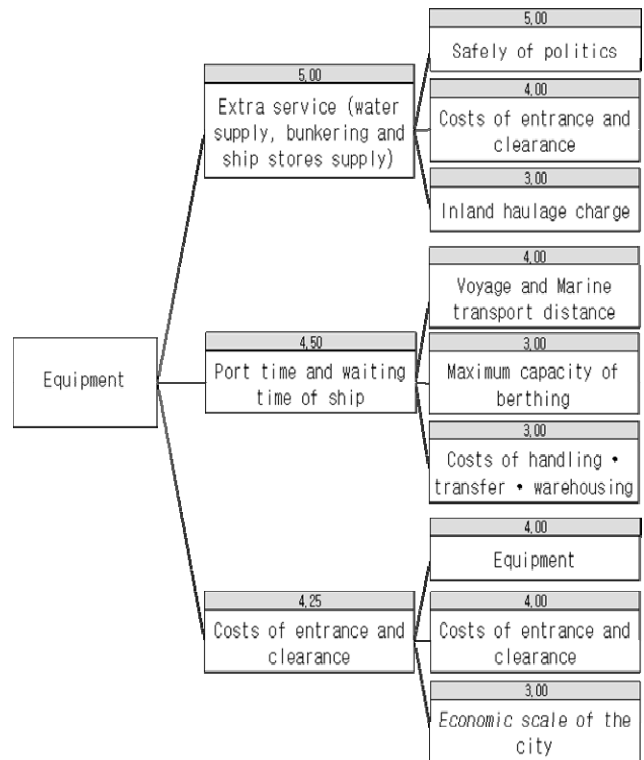 5,00
Safely of politics
5,00
Extra service (water
supply, bunkering and
ship stores supply)
4,00
Costs of entrance and
clearance
3,00
Inland haulage charge
4,00
Voyage and Marine
transport distance
Equipment
4,50
Port time and waiting
time of ship
3,00
Maximum capacity of
berthing
3,00
Costs of handling •
transfer • warehousing
4,00
Equipment
4,25
Costs of entrance and
clearance
4,00
Costs of entrance and
clearance
3,00
Economic scale of the
city